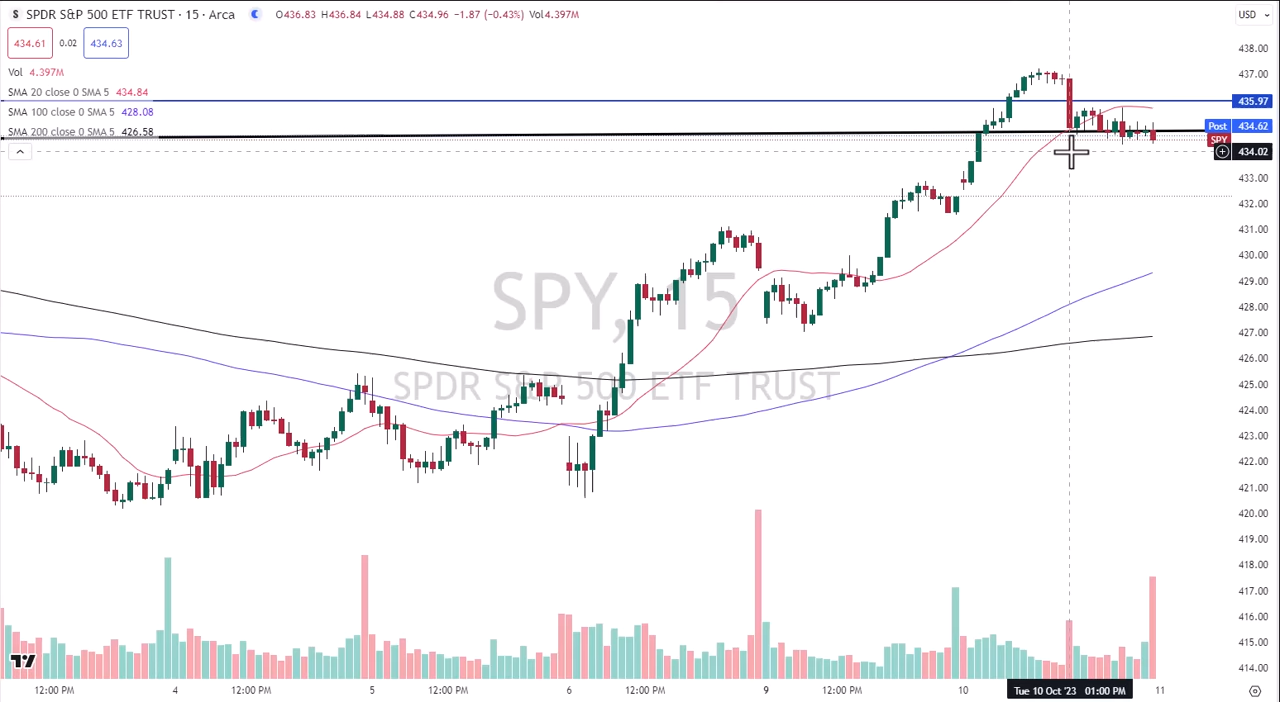 S SPDR S&P 500 ETF TRUST · 15 · Arca O436.83 H436.84 L434.88 C434.96 −1.87 (−0.43%) Vol4.397M
USD
434.61 0.02 434.63
Vol 4.397M
SMA 20 close 0 SMA 5 434.84
SMA 100 close 0 SMA 5 428.08
SMA 200 close 0 SMA 5 426.58
438.00
437.00
435.97
Post 434.62
SPY
434.02
433.00
432.00
431.00
430.00
429.00
428.00
427.00
426.00
425.00
424.00
423.00
422.00
421.00
420.00
419.00
418.00
417.00
416.00
415.00
414.00
SPY, 15
SPDR S&P 500 ETF TRUST
12:00 PM 4 12:00 PM 5 12:00 PM 6 12:00 PM 9 12:00 PM 10 Tue 10 Oct '23 01:00 PM 11